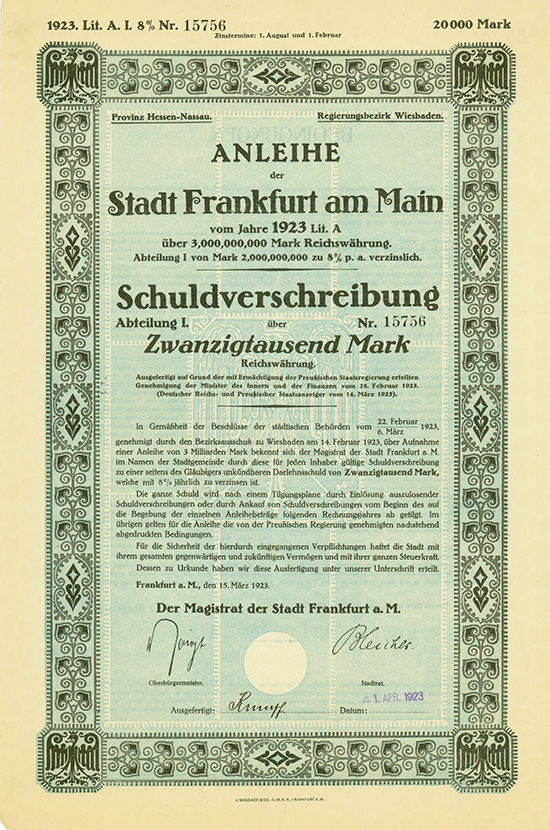 1923. Lit. A. I. 8% Nr. 15756 20000 Mark
Zinstermine: 1. August und 1. Februar
Provinz Hessen-Nassau. Regierungsbezirk Wiesbaden.
ANLEIHE
der
Stadt Frankfurt am Main
vom Jahre 1923 Lit. A
über 3,000,000,000 Mark Reichswährung.
Abteilung I von Mark 2,000,000,000 zu 8% p. a. verzinslich.
Schuldverschreibung
Abteilung I. über Nr. 15756
Zwanzigtausend Mark
Reichswährung.
Ausgefertigt auf Grund der mit Ermächtigung der Preußischen Staatsregierung erteilten
Genehmigung der Minister des Innern und der Finanzen vom 26. Februar 1923.
(Deutscher Reichs- und Preußischer Staatsanzeiger vom 14. März 1923).
In Gemäßheit der Beschlüsse der städtischen Behörden vom 22. Februar
6. März 1923,
genehmigt durch den Bezirksausschuß zu Wiesbaden am 14. Februar 1923, über Aufnahme
einer Anleihe von 3 Milliarden Mark bekennt sich der Magistrat der Stadt Frankfurt a. M.
im Namen der Stadtgemeinde durch diese für jeden Inhaber gültige Schuldverschreibung
zu einer seitens des Gläubigers unkündbaren Darlehensschuld von Zwanzigtausend Mark,
welche mit 8% jährlich zu verzinsen ist.
Die ganze Schuld wird nach einem Tilgungsplane durch Einlösung auszulosender
Schuldverschreibungen oder durch Ankauf von Schuldverschreibungen vom Beginn des auf
die Begebung der einzelnen Anleihebeträge folgenden Rechnungsjahres ab getilgt. Im
übrigen gelten für die Anleihe die von der Preußischen Regierung genehmigten nachstehend
abgedruckten Bedingungen.
Für die Sicherheit der hierdurch eingegangenen Verpflichtungen haftet die Stadt mit
ihrem gesamten gegenwärtigen und zukünftigen Vermögen und mit ihrer ganzen Steuerkraft.
Dessen zu Urkunde haben wir diese Ausfertigung unter unserer Unterschrift erteilt.
Frankfurt a. M., den 15. März 1923.
Der Magistrat der Stadt Frankfurt a. M.
Voigt Bleicher.
Oberbürgermeister. Stadtrat.
Ausgefertigt: Datum: 1. APR. 1923
J. MAUBACH & CO., G. M. B. H., FRANKFURT A. M.